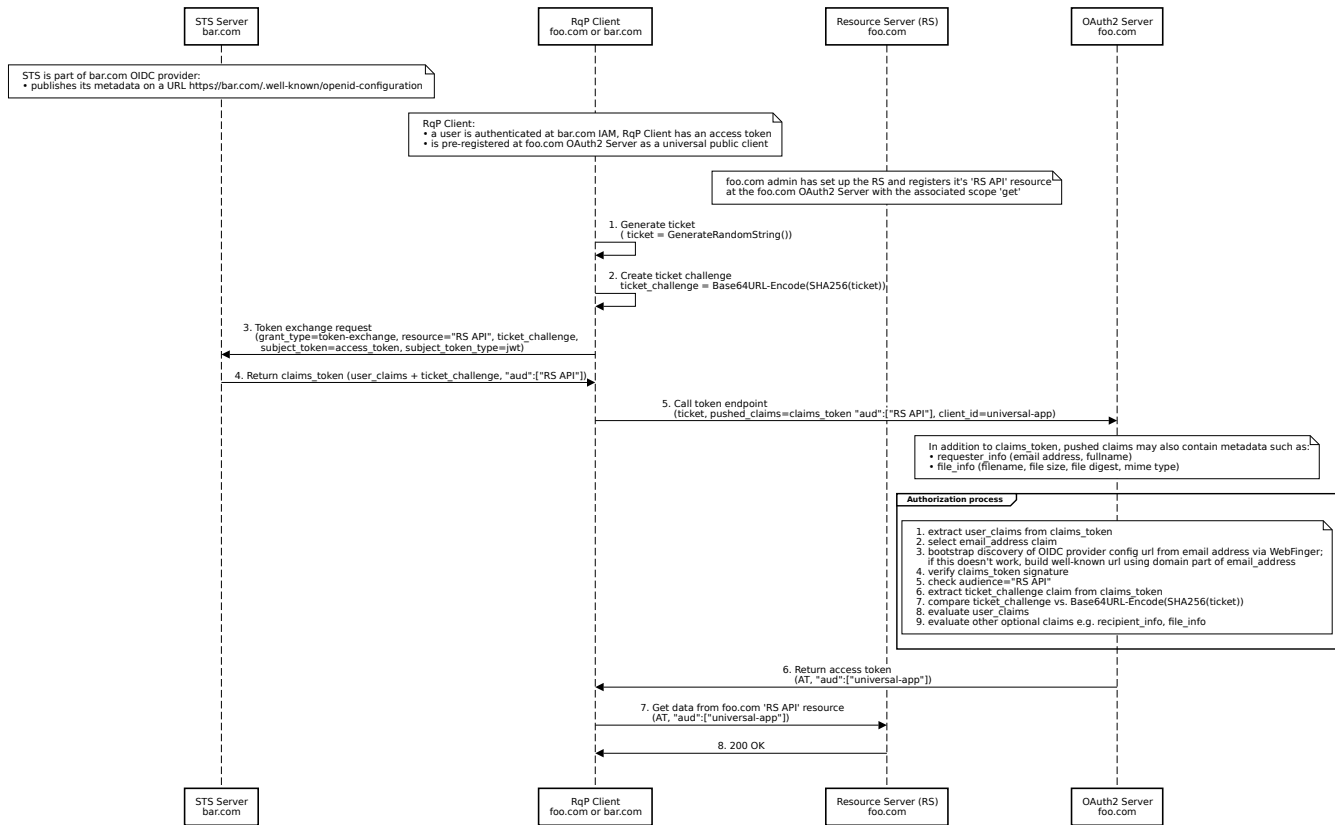 STS Server
bar.com
RqP Client
foo.com or bar.com
Resource Server (RS)
foo.com
OAuth2 Server
foo.com
STS is part of bar.com OIDC provider:
• publishes its metadata on a URL https://bar.com/.well-known/openid-configuration
RqP Client:
• a user is authenticated at bar.com IAM, RqP Client has an access token
• is pre-registered at foo.com OAuth2 Server as a universal public client
foo.com admin has set up the RS and registers it's 'RS API' resource
at the foo.com OAuth2 Server with the associated scope 'get'
1. Generate ticket
( ticket = GenerateRandomString())
2. Create ticket challenge
ticket_challenge = Base64URL-Encode(SHA256(ticket))
3. Token exchange request
(grant_type=token-exchange, resource="RS API", ticket_challenge,
subject_token=access_token, subject_token_type=jwt)
4. Return claims_token (user_claims + ticket_challenge, "aud":["RS API"])
5. Call token endpoint
(ticket, pushed_claims=claims_token "aud":["RS API"], client_id=universal-app)
In addition to claims_token, pushed claims may also contain metadata such as:
• requester_info (email address, fullname)
• file_info (filename, file size, file digest, mime type)
Authorization process
1. extract user_claims from claims_token
2. select email_address claim
3. bootstrap discovery of OIDC provider config url from email address via WebFinger;
if this doesn't work, build well-known url using domain part of email_address
4. verify claims_token signature
5. check audience="RS API"
6. extract ticket_challenge claim from claims_token
7. compare ticket_challenge vs. Base64URL-Encode(SHA256(ticket))
8. evaluate user_claims
9. evaluate other optional claims e.g. recipient_info, file_info
6. Return access token
(AT, "aud":["universal-app"])
7. Get data from foo.com 'RS API' resource
(AT, "aud":["universal-app"])
8. 200 OK
STS Server
bar.com
RqP Client
foo.com or bar.com
Resource Server (RS)
foo.com
OAuth2 Server
foo.com